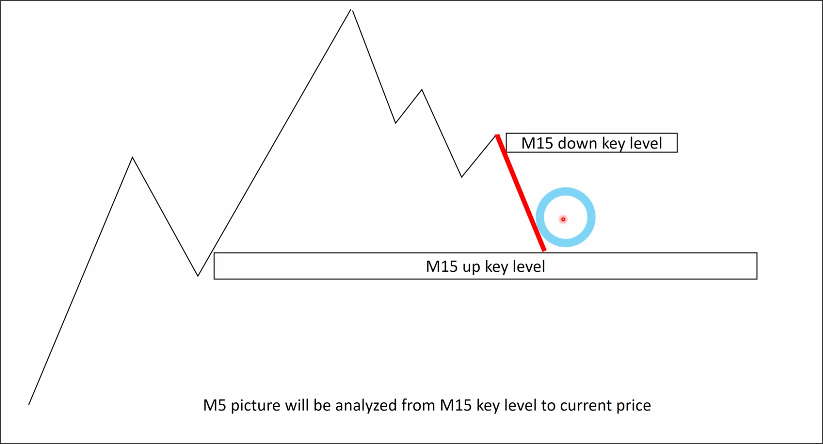 M15 down key level
M15 up key level
M5 picture will be analyzed from M15 key level to current price